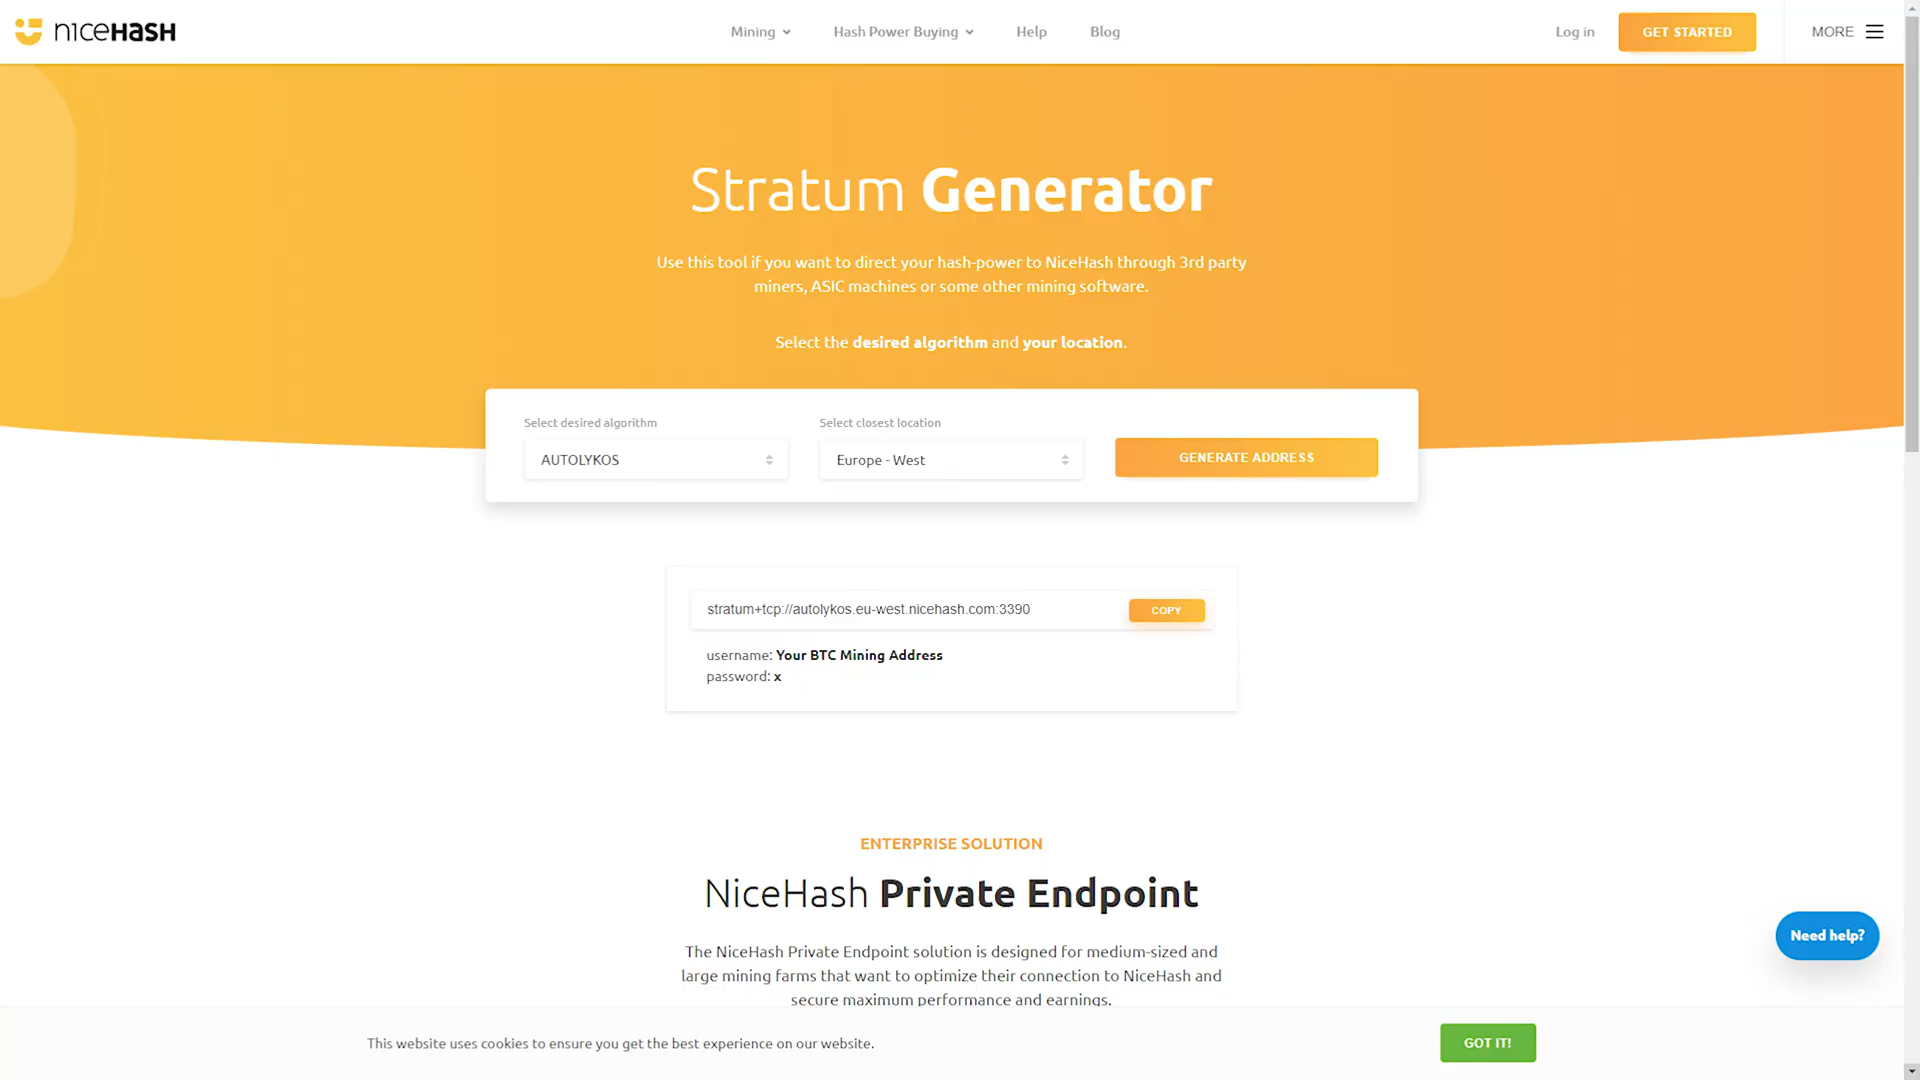 niceHASH
Mining
Hash Power Buying
Help
Blog
Log in
GET STARTED
MORE
Stratum Generator
Use this tool if you want to direct your hash-power to NiceHash through 3rd party
miners, ASIC machines or some other mining software.
Select the desired algorithm and your location.
Select desired algorithm
AUTOLYKOS
Select closest location
Europe - West
GENERATE ADDRESS
stratum+tcp://autolykos.eu-west.nicehash.com:3390
COPY
username: Your BTC Mining Address
password: x
ENTERPRISE SOLUTION
NiceHash Private Endpoint
The NiceHash Private Endpoint solution is designed for medium-sized and
large mining farms that want to optimize their connection to NiceHash and
secure maximum performance and earnings.
Need help?
This website uses cookies to ensure you get the best experience on our website.
GOT IT!